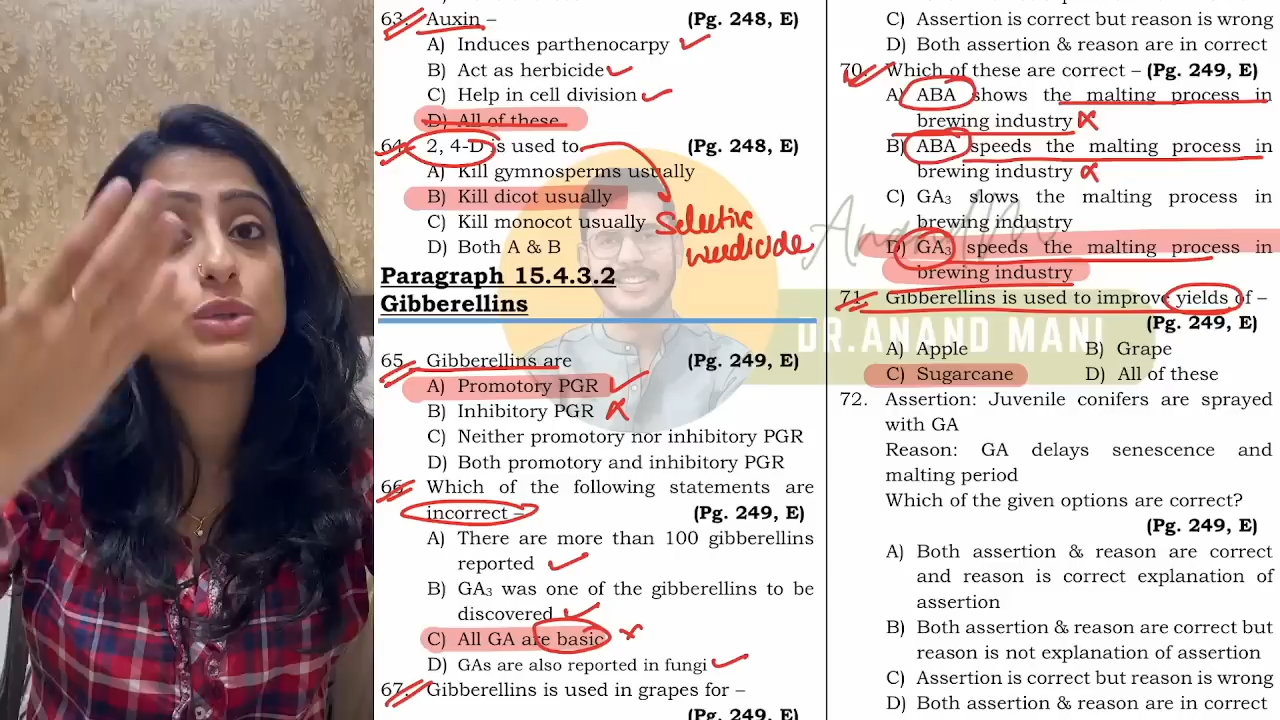 63. Auxin – (Pg. 248, E)
A) Induces parthenocarpy
B) Act as herbicide
C) Help in cell division
D) All of these
64. 2, 4-D is used to (Pg. 248, E)
A) Kill gymnosperms usually
B) Kill dicot usually
C) Kill monocot usually
D) Both A & B
Selective
weedicide
Paragraph 15.4.3.2
Gibberellins
65. Gibberellins are (Pg. 249, E)
A) Promotory PGR
B) Inhibitory PGR
C) Neither promotory nor inhibitory PGR
D) Both promotory and inhibitory PGR
66. Which of the following statements are
incorrect – (Pg. 249, E)
A) There are more than 100 gibberellins
reported
B) GA₃ was one of the gibberellins to be
discovered
C) All GA are basic
D) GAs are also reported in fungi
67. Gibberellins is used in grapes for –
(Pg. 249, E)
C) Assertion is correct but reason is wrong
D) Both assertion & reason are in correct
70. Which of these are correct – (Pg. 249, E)
A) ABA shows the malting process in
brewing industry
B) ABA speeds the malting process in
brewing industry
C) GA₃ slows the malting process in
brewing industry
D) GA₃ speeds the malting process in
brewing industry
71. Gibberellins is used to improve yields of –
(Pg. 249, E)
A) Apple B) Grape
C) Sugarcane D) All of these
72. Assertion: Juvenile conifers are sprayed
with GA
Reason: GA delays senescence and
malting period
Which of the given options are correct?
(Pg. 249, E)
A) Both assertion & reason are correct
and reason is correct explanation of
assertion
B) Both assertion & reason are correct but
reason is not explanation of assertion
C) Assertion is correct but reason is wrong
D) Both assertion & reason are in correct
DR.ANAND MANI